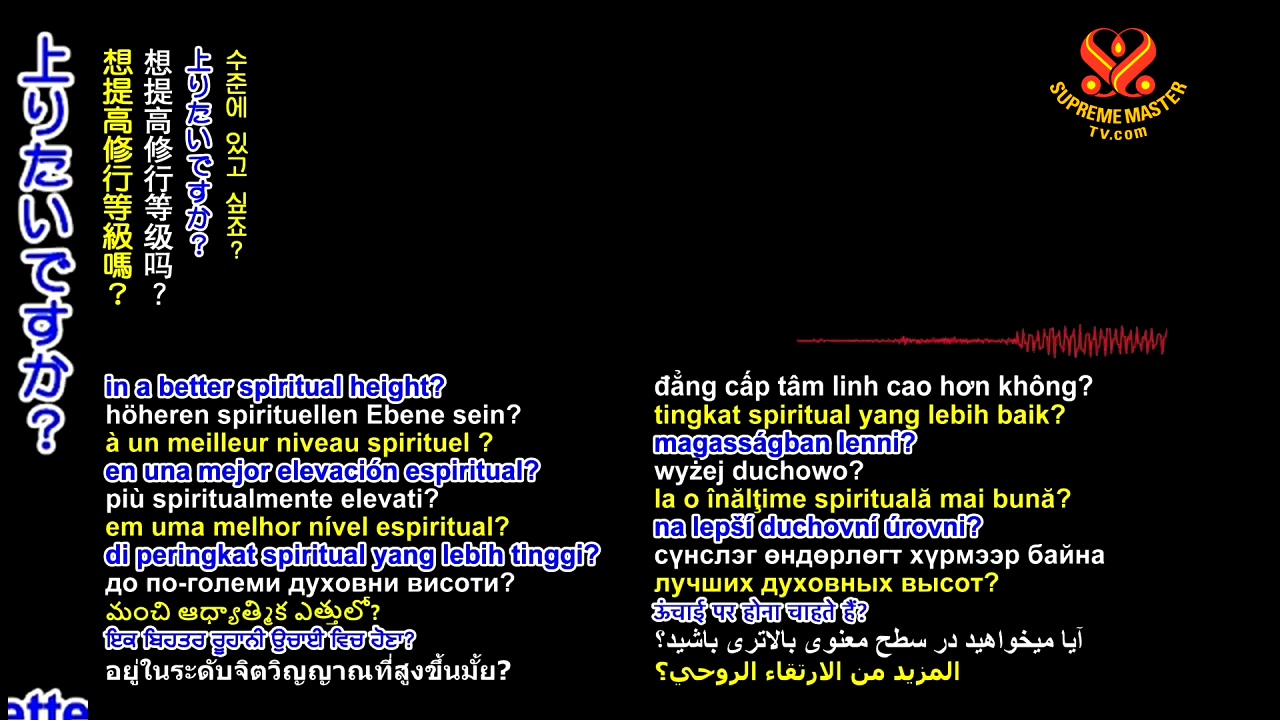 上りたいですか?
想提高修行等級嗎?
想提高修行等级吗?
上りたいですか?
수준에 있고 싶죠?
SUPREME MASTER
TV.com
in a better spiritual height?
höheren spirituellen Ebene sein?
à un meilleur niveau spirituel ?
en una mejor elevación espiritual?
più spiritualmente elevati?
em uma melhor nível espiritual?
di peringkat spiritual yang lebih tinggi?
до по-големи духовни висоти?
మంచి ఆధ్యాత్మిక ఎత్తులో?
ਇਕ ਬਿਹਤਰ ਰੂਹਾਨੀ ਉਚਾਈ ਵਿਚ ਹੋਣਾ?
อยู่ในระดับจิตวิญญาณที่สูงขึ้นมั้ย?
đẳng cấp tâm linh cao hơn không?
tingkat spiritual yang lebih baik?
magasságban lenni?
wyżej duchowo?
la o înălţime spirituală mai bună?
na lepší duchovní úrovni?
сүнслэг өндөрлөгт хүрмээр байна
лучших духовных высот?
ऊंचाई पर होना चाहते हैं?
آیا میخواهید در سطح معنوی بالاتری باشید؟
المزيد من الارتقاء الروحي؟
ette